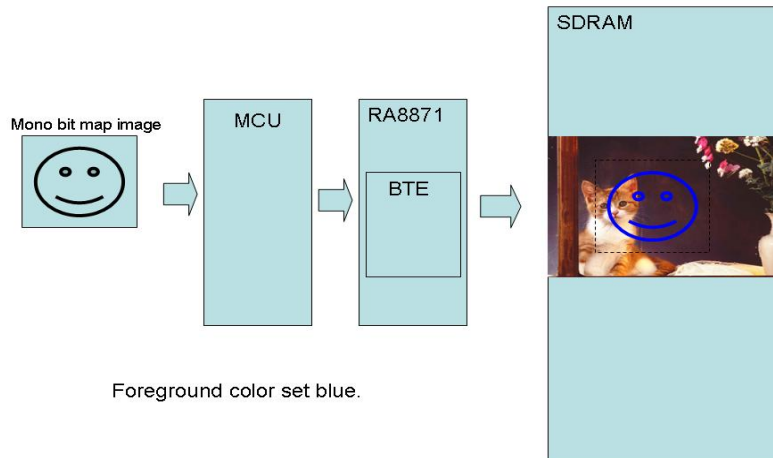 SDRAM
Mono bit map image
MCU
RA8871
BTE
Foreground color set blue.